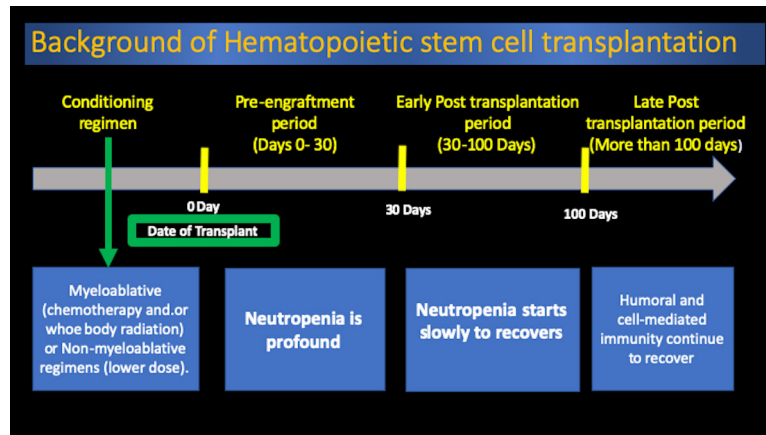 Background of Hematopoietic stem cell transplantation
Conditioning
regimen
Pre-engraftment
period
(Days 0- 30)
Early Post transplantation
period
(30-100 Days)
Late Post
transplantation period
(More than 100 days)
0 Day
30 Days
100 Days
Date of Transplant
Myeloablative
(chemotherapy and.or
whoe body radiation)
or Non-myeloablative
regimens (lower dose).
Neutropenia is
profound
Neutropenia starts
slowly to recovers
Humoral and
cell-mediated
immunity continue
to recover